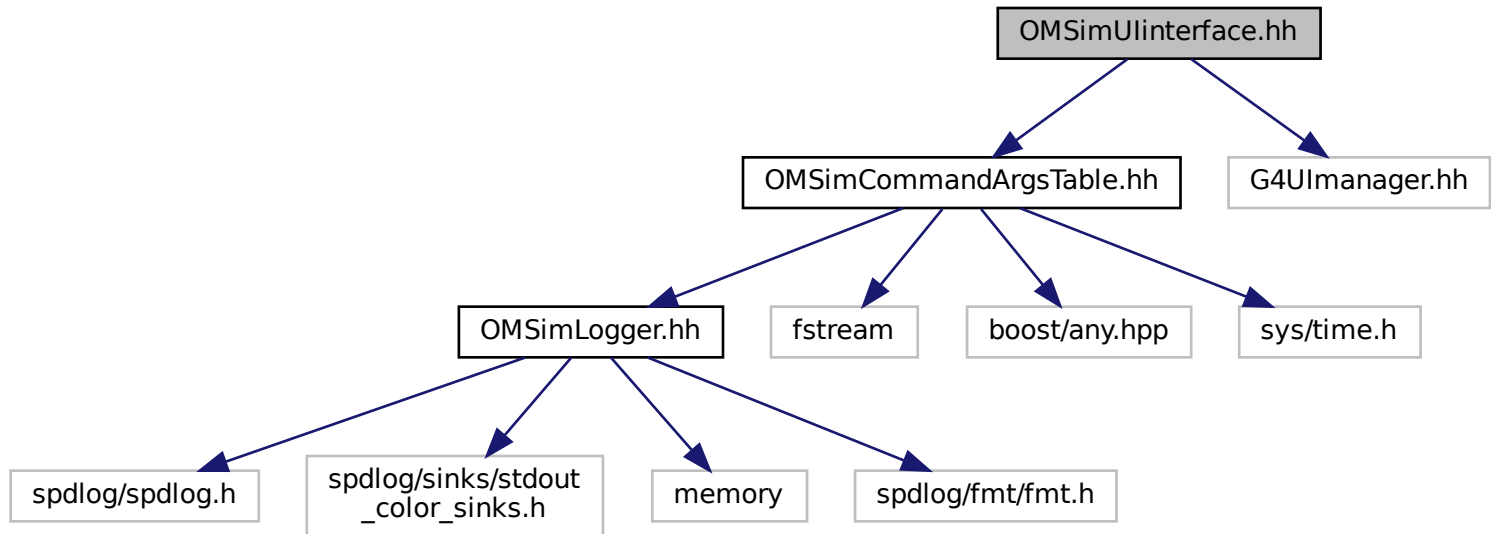 OMSimUIinterface.hh
OMSimCommandArgsTable.hh
G4UImanager.hh
OMSimLogger.hh
fstream
boost/any.hpp
sys/time.h
spdlog/spdlog.h
spdlog/sinks/stdout
_color_sinks.h
memory
spdlog/fmt/fmt.h